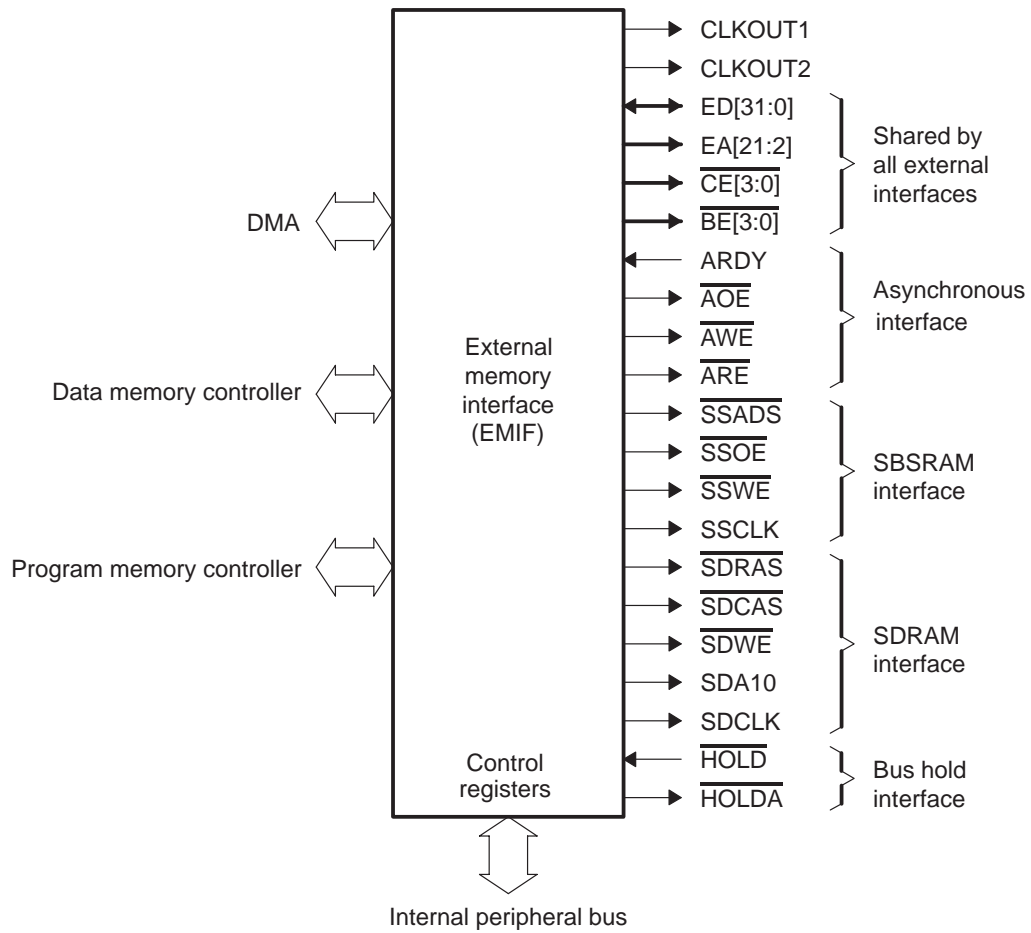 CLKOUT1
CLKOUT2
ED[31:0]
EA[21:2]
CE[3:0]
BE[3:0]
Shared by
all external
interfaces
DMA
ARDY
AOE
AWE
ARE
Asynchronous
interface
External
memory
interface
(EMIF)
Data memory controller
SSADS
SSOE
SSWE
SSCLK
SBSRAM
interface
Program memory controller
SDRAS
SDCAS
SDWE
SDA10
SDCLK
SDRAM
interface
Control
registers
HOLD
HOLDA
Bus hold
interface
Internal peripheral bus